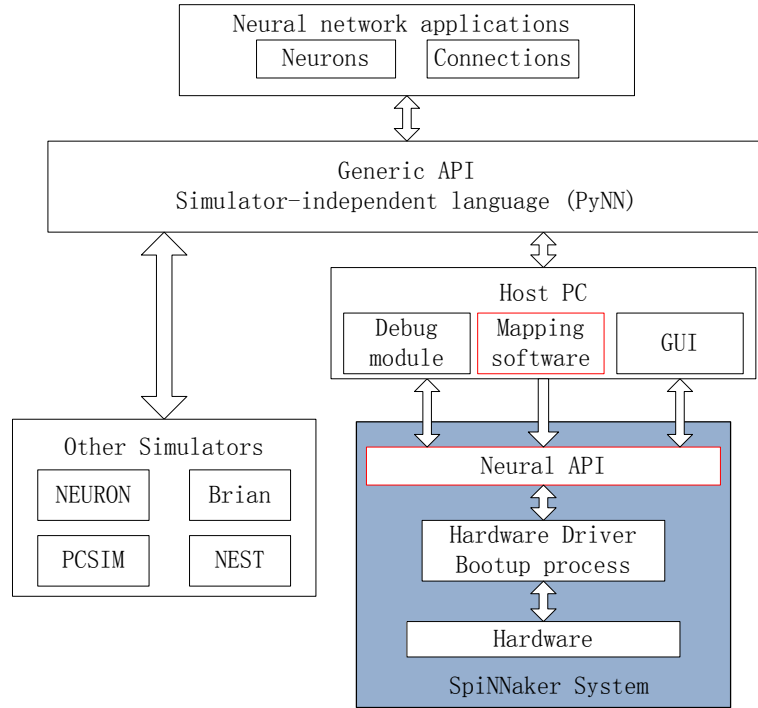 Neural network applications
Neurons
Connections
Generic API
Simulator-independent language (PyNN)
Host PC
Debug
module
Mapping
software
GUI
Other Simulators
NEURON
Brian
PCSIM
NEST
Neural API
Hardware Driver
Bootup process
Hardware
SpiNNaker System